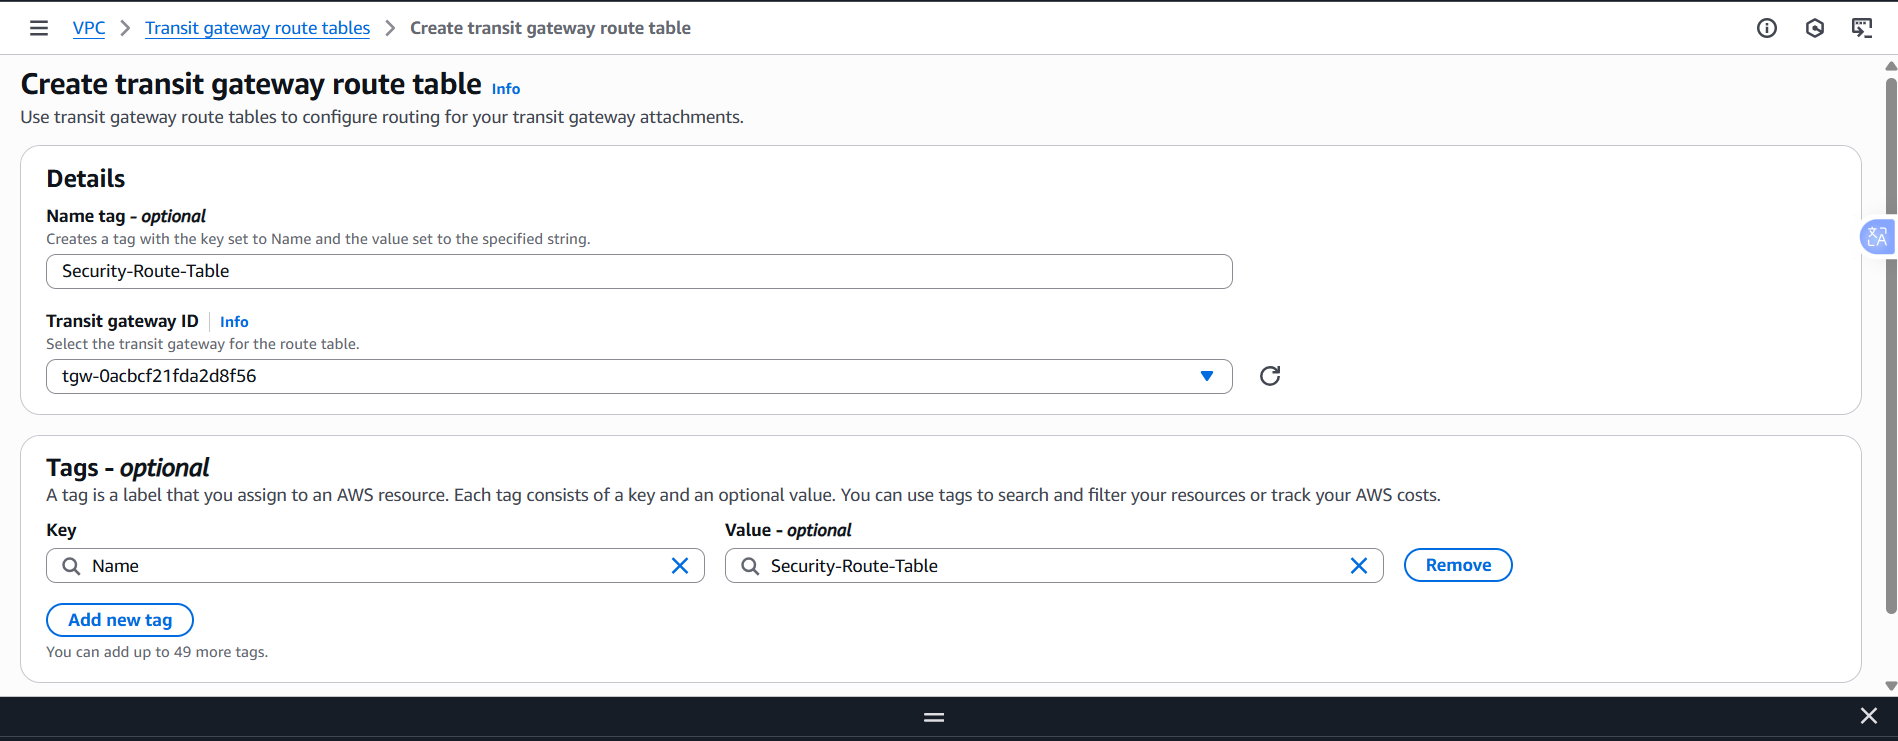 VPC > Transit gateway route tables > Create transit gateway route table
Create transit gateway route table Info
Use transit gateway route tables to configure routing for your transit gateway attachments.
Details
Name tag - optional
Creates a tag with the key set to Name and the value set to the specified string.
Security-Route-Table
Transit gateway ID | Info
Select the transit gateway for the route table.
tgw-0acbcf21fda2d8f56
Tags - optional
A tag is a label that you assign to an AWS resource. Each tag consists of a key and an optional value. You can use tags to search and filter your resources or track your AWS costs.
Key Value - optional
Name Security-Route-Table Remove
Add new tag
You can add up to 49 more tags.